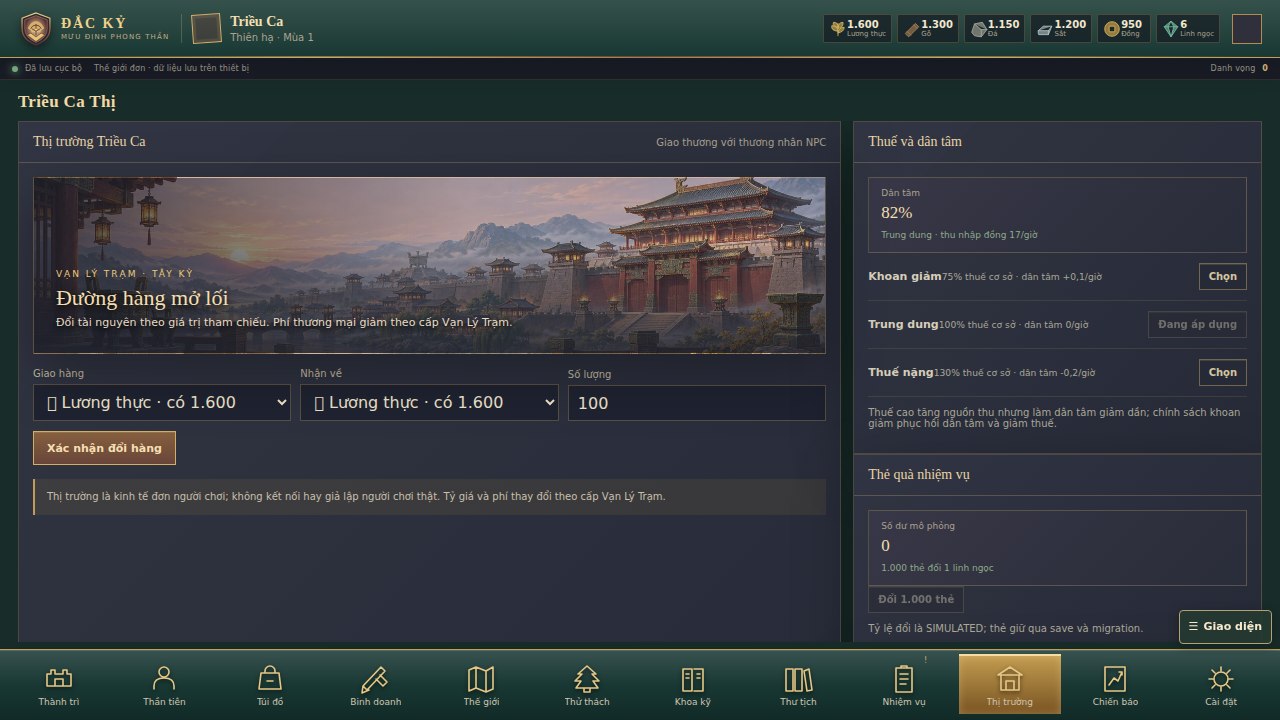 ĐẮC KỶ
MƯU ĐỊNH PHONG THẦN
Triều Ca
Thiên hạ · Mùa 1
1.600
Lương thực
1.300
Gỗ
1.150
Đá
1.200
Sắt
950
Đồng
6
Linh ngọc
Đã lưu cục bộ Thế giới đơn · dữ liệu lưu trên thiết bị
Danh vọng 0
Triều Ca Thị
Thị trường Triều Ca
Giao thương với thương nhân NPC
VẠN LÝ TRẠM · TÂY KỲ
Đường hàng mở lối
Đổi tài nguyên theo giá trị tham chiếu. Phí thương mại giảm theo cấp Vạn Lý Trạm.
Giao hàng
Lương thực · có 1.600
Nhận về
Lương thực · có 1.600
Số lượng
100
Xác nhận đổi hàng
Thị trường là kinh tế đơn người chơi; không kết nối hay giả lập người chơi thật. Tỷ giá và phí thay đổi theo cấp Vạn Lý Trạm.
Thuế và dân tâm
Dân tâm
82%
Trung dung · thu nhập đồng 17/giờ
Khoan giảm75% thuế cơ sở · dân tâm +0,1/giờ
Chọn
Trung dung100% thuế cơ sở · dân tâm 0/giờ
Đang áp dụng
Thuế nặng130% thuế cơ sở · dân tâm -0,2/giờ
Chọn
Thuế cao tăng nguồn thu nhưng làm dân tâm giảm dần; chính sách khoan
giảm phục hồi dân tâm và giảm thuế.
Thẻ quà nhiệm vụ
Số dư mô phỏng
0
1.000 thẻ đổi 1 linh ngọc
Đổi 1.000 thẻ
Tỷ lệ đổi là SIMULATED; thẻ giữ qua save và migration.
☰ Giao diện
Thành trì
Thần tiên
Túi đồ
Binh doanh
Thế giới
Thử thách
Khoa kỹ
Thư tịch
!
Nhiệm vụ
Thị trường
Chiến báo
Cài đặt